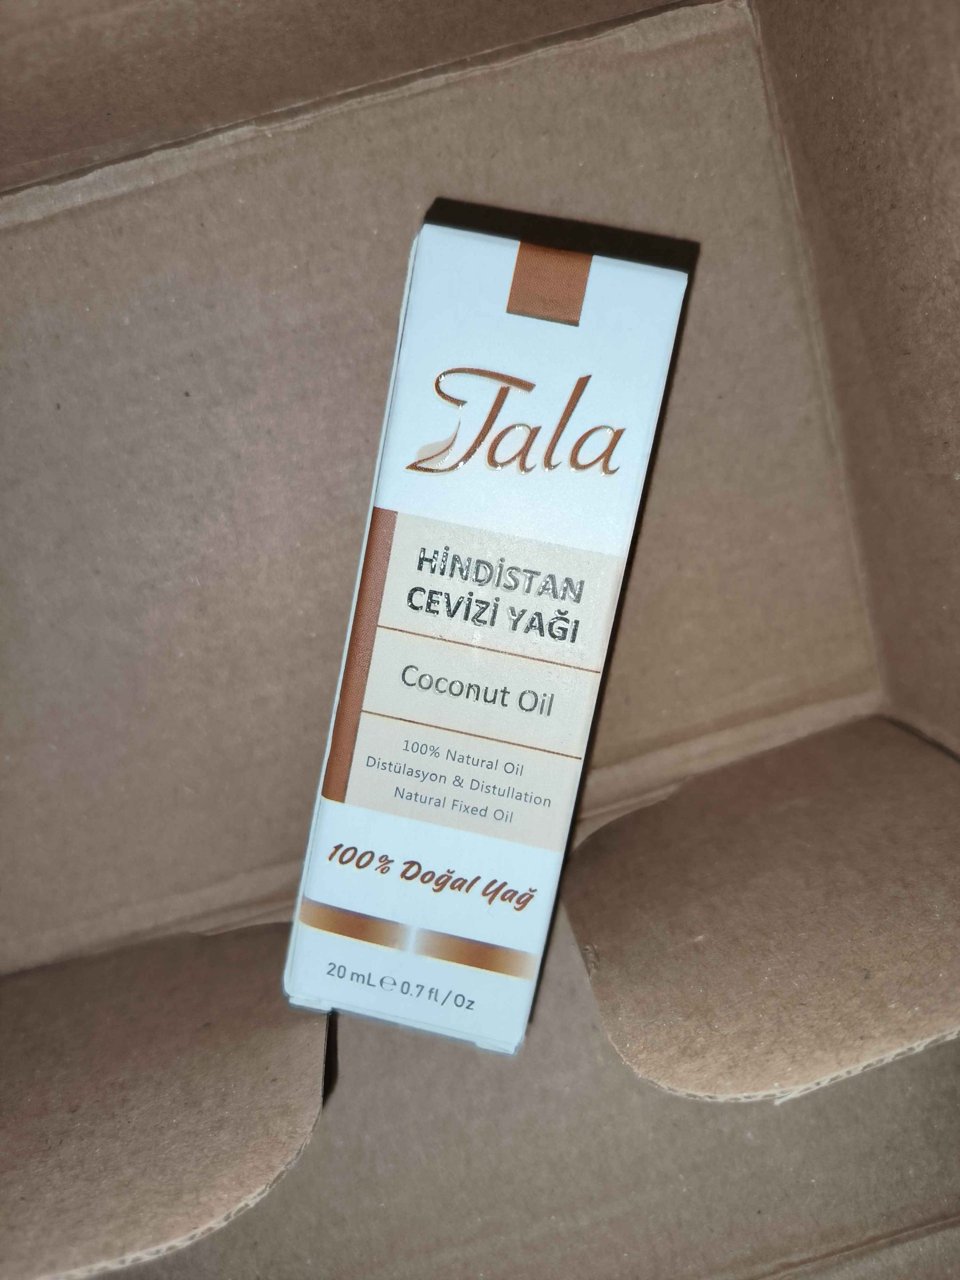 Tala
HİNDİSTAN
CEVİZİ YAĞI
Coconut Oil
100% Natural Oil
Distülasyon & Distullation
Natural Fixed Oil
100% Doğal Yağ
20 mL ℮ 0.7 fl/Oz